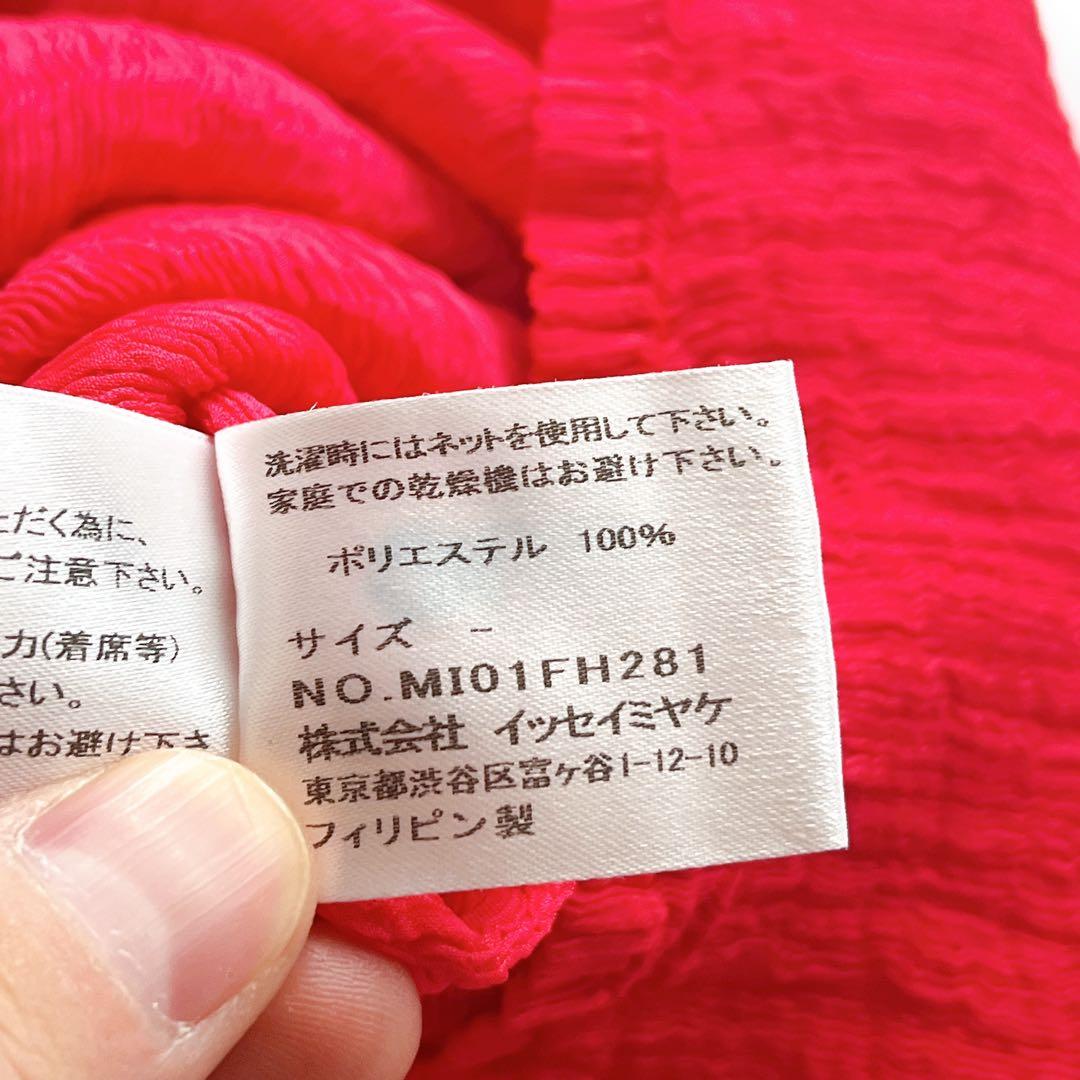 ただく為に、
ご注意下さい。
力(着席等)
さい。
はお避け下さ
洗濯時にはネットを使用して下さい。
家庭での乾燥機はお避け下さい。
ポリエステル 100%
サイズ -
NO.MI01FH281
株式会社 イッセイミヤケ
東京都渋谷区富ヶ谷1-12-10
フィリピン製